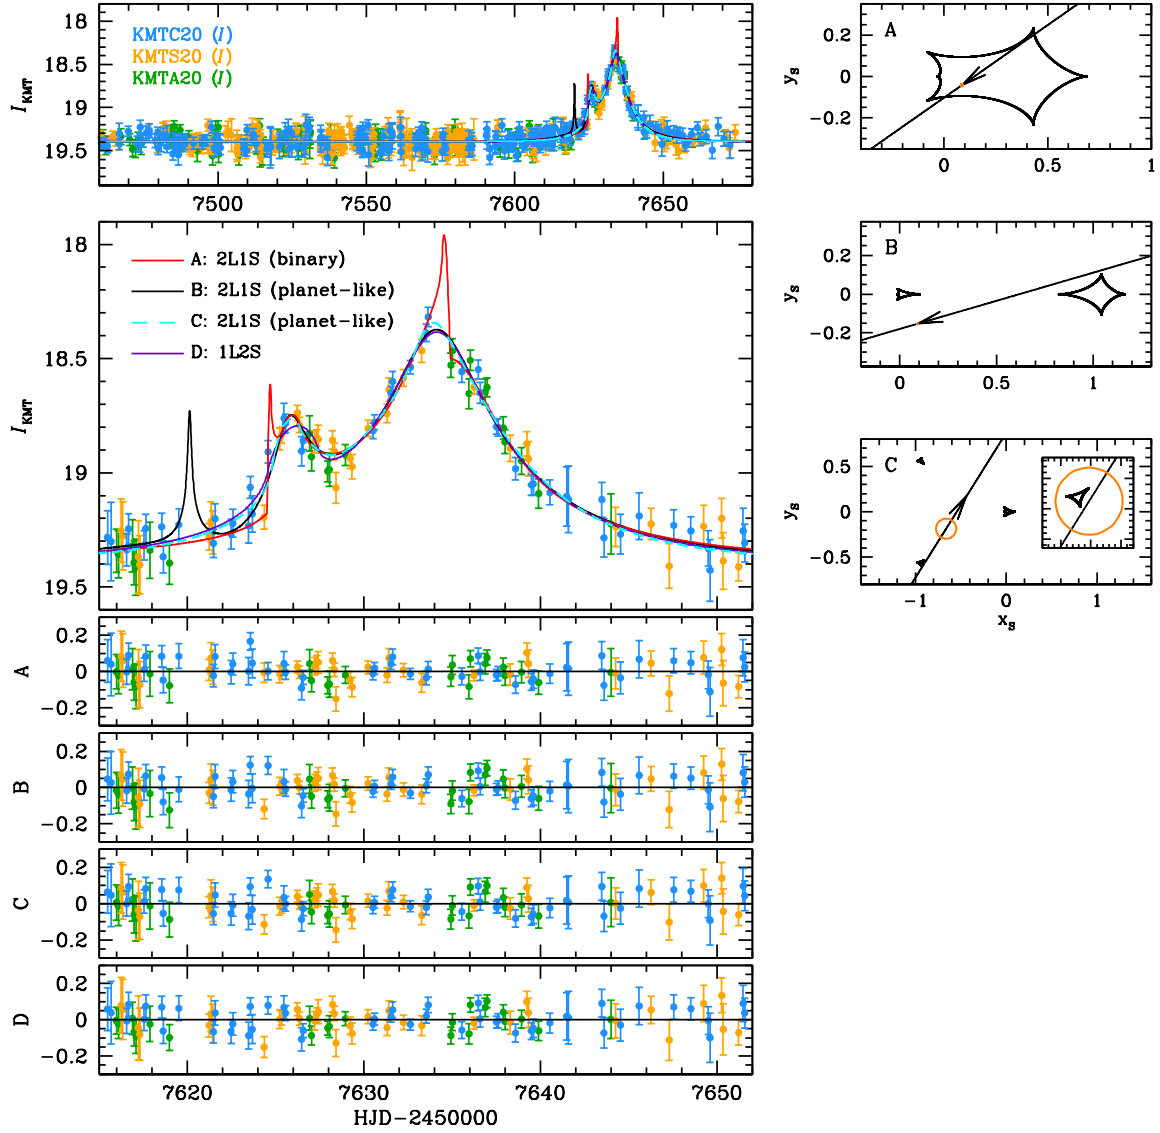 18
18.5
19
19.5
I_KMT
KMTC20 (I)
KMTS20 (I)
KMTA20 (I)
7500
7550
7600
7650
18
18.5
19
19.5
I_KMT
A: 2L1S (binary)
B: 2L1S (planet-like)
C: 2L1S (planet-like)
D: 1L2S
0.2
0
-0.2
A
0.2
0
-0.2
B
0.2
0
-0.2
C
0.2
0
-0.2
D
7620
7630
7640
7650
HJD-2450000
A
0.2
0
-0.2
y_S
0
0.5
1
B
0.2
0
-0.2
y_S
0
0.5
1
C
0.5
0
-0.5
y_S
-1
0
1
x_S